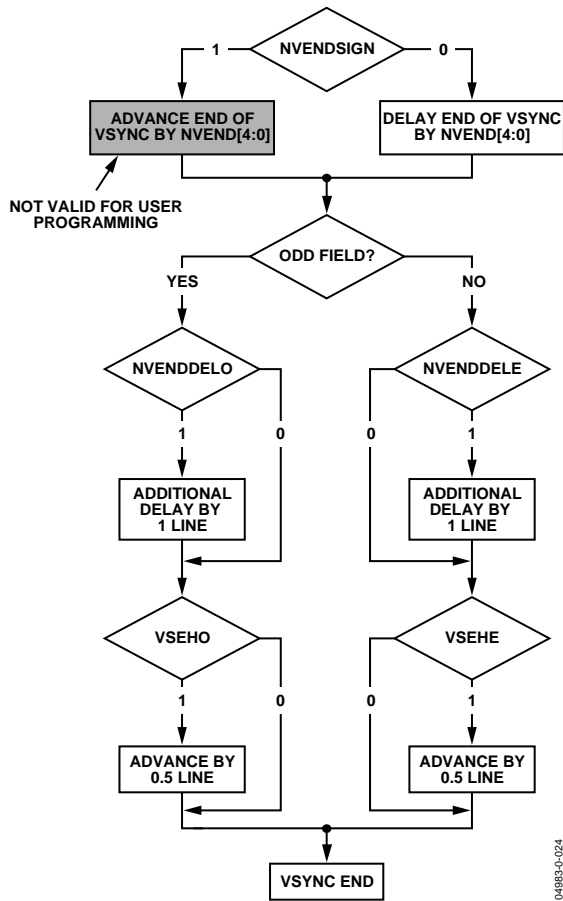 1
NVENDSIGN
0
ADVANCE END OF
VSYNC BY NVEND[4:0]
DELAY END OF VSYNC
BY NVEND[4:0]
NOT VALID FOR USER
PROGRAMMING
ODD FIELD?
YES
NO
NVENDDELO
NVENDDELE
1
0
0
1
ADDITIONAL
DELAY BY
1 LINE
ADDITIONAL
DELAY BY
1 LINE
VSEHO
VSEHE
1
0
0
1
ADVANCE BY
0.5 LINE
ADVANCE BY
0.5 LINE
VSYNC END
04983-0-024